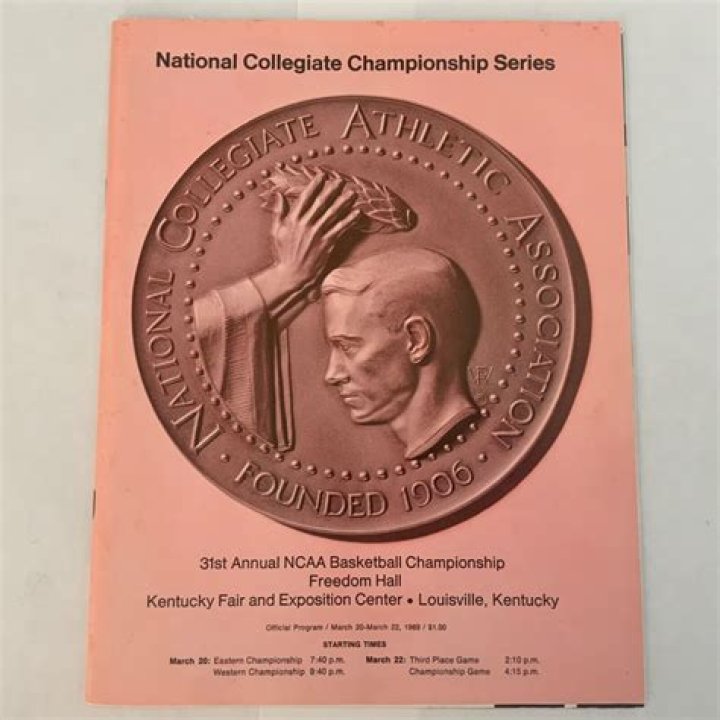 National Collegiate Championship Series
NATIONAL COLLEGIATE ATHLETIC ASSOCIATION
• FOUNDED 1906 •
31st Annual NCAA Basketball Championship
Freedom Hall
Kentucky Fair and Exposition Center • Louisville, Kentucky
Official Program / March 20-March 22, 1969 / $1.00
STARTING TIMES
March 20: Eastern Championship 7:40 p.m. March 22: Third Place Game 2:10 p.m.
Western Championship 9:40 p.m. Championship Game 4:15 p.m.